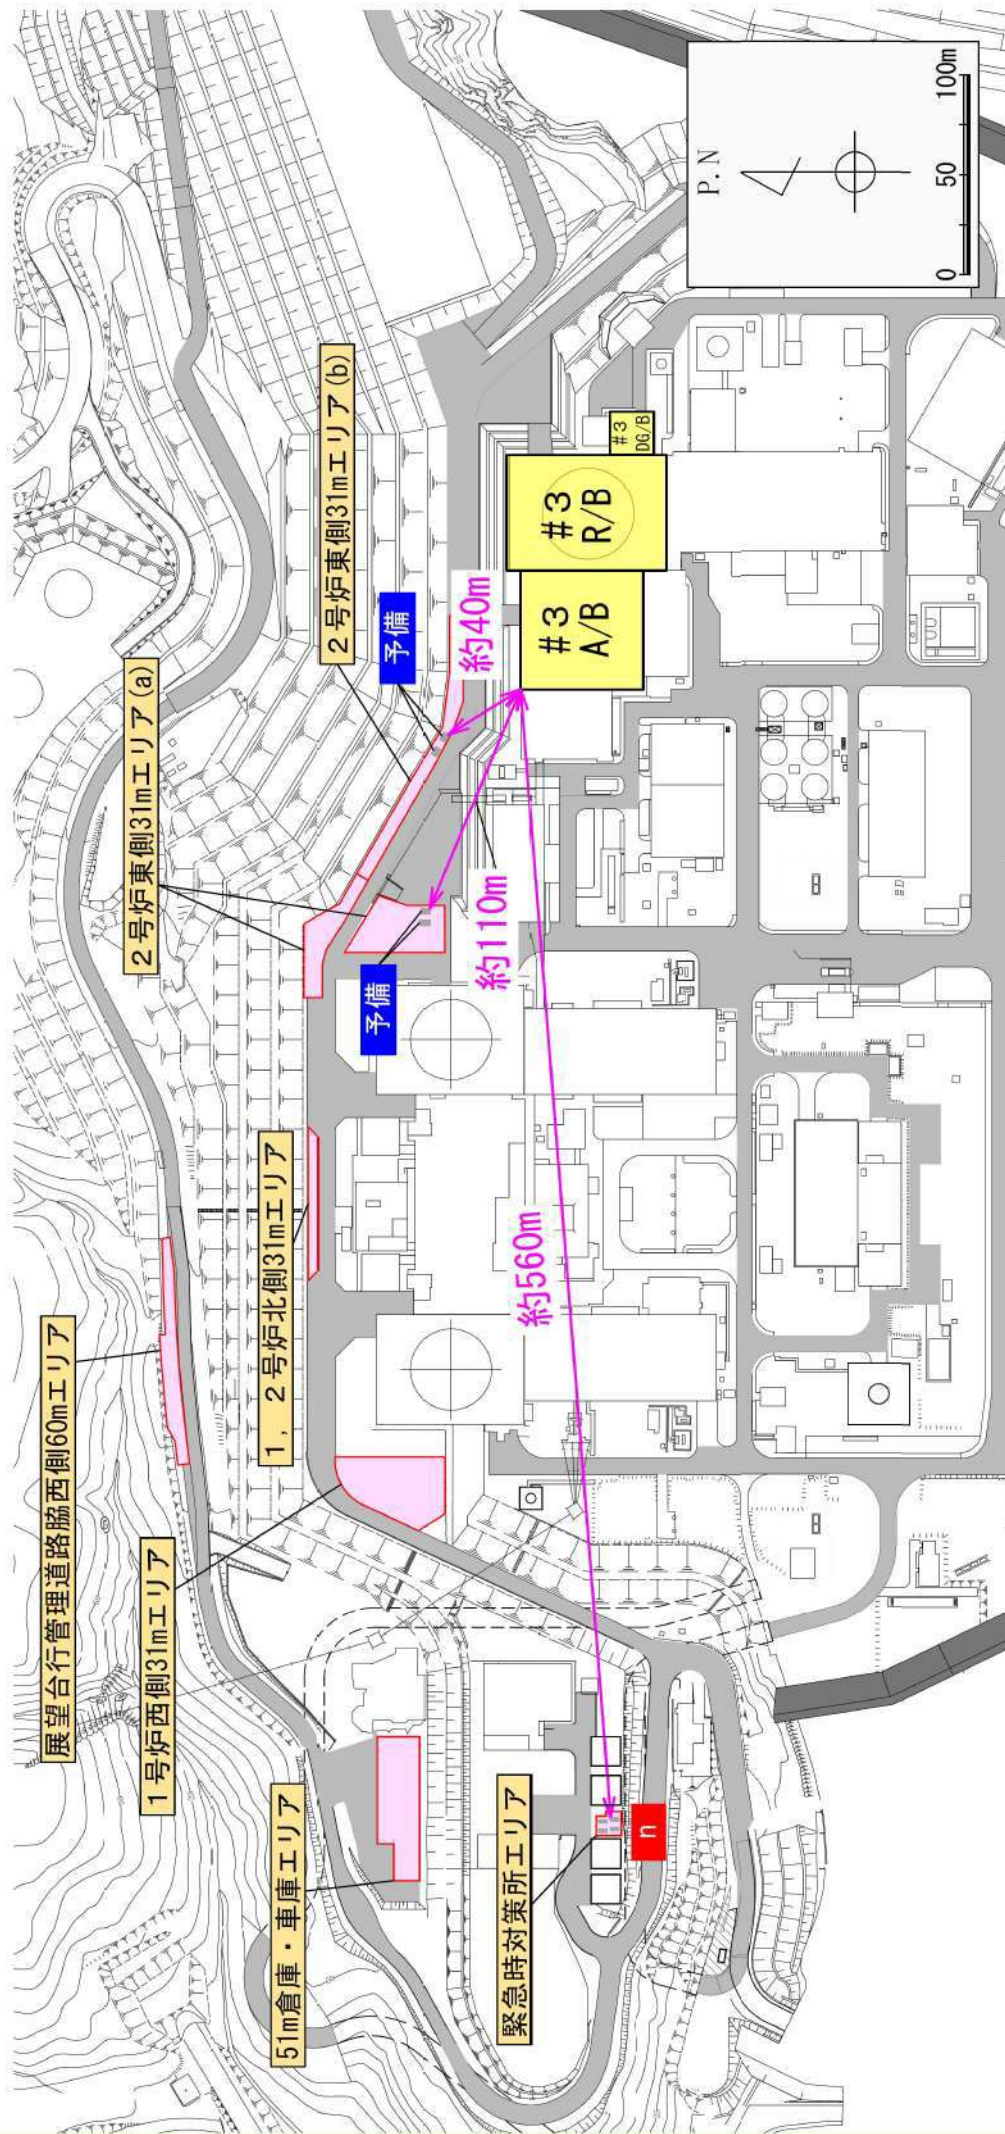 展望台行管理道路脇西側60mエリア
1号炉西側31mエリア
51m倉庫・車庫エリア
緊急時対策所エリア
n
1，2号炉北側31mエリア
2号炉東側31mエリア(a)
2号炉東側31mエリア(b)
予備
予備
約560m
約110m
約40m
#3
A/B
#3
R/B
#3
DG/B
P.N
0 50 100m